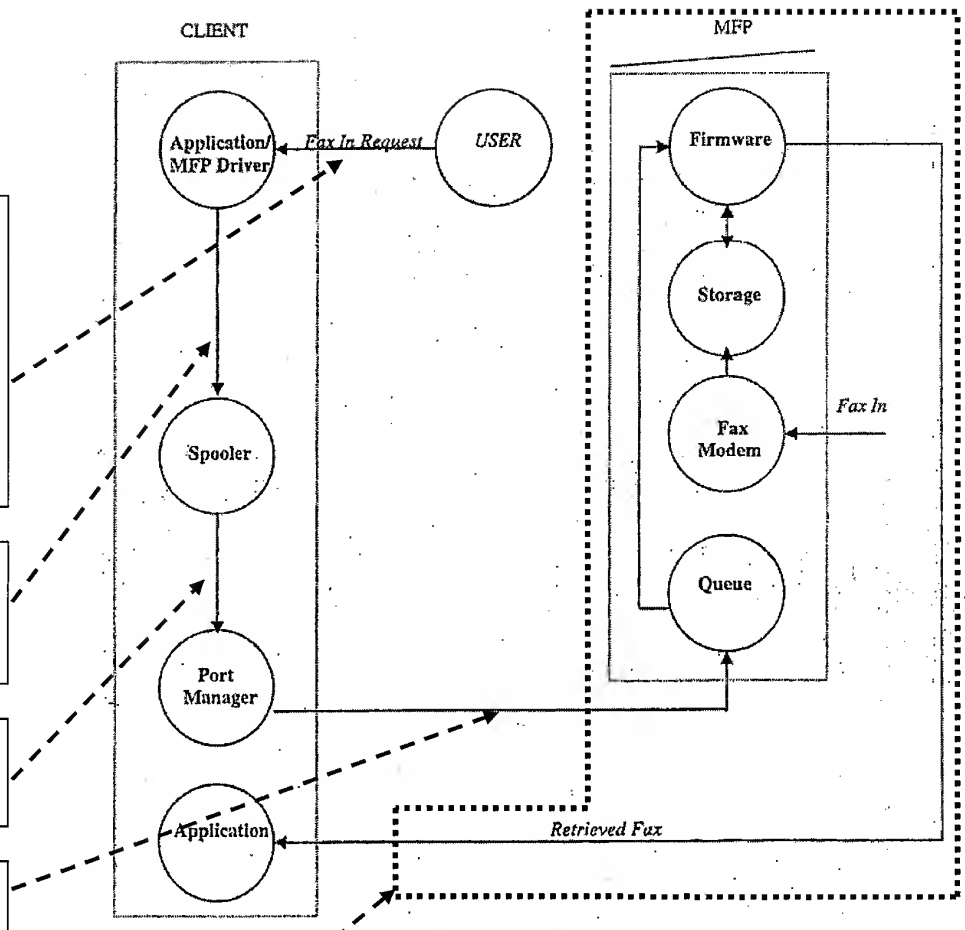 CLIENT
MFP
Application/
MFP Driver
Fax In Request
USER
Firmware
Storage
Fax In
Fax
Modem
Spooler
Queue
Port
Manager
Application
Retrieved Fax